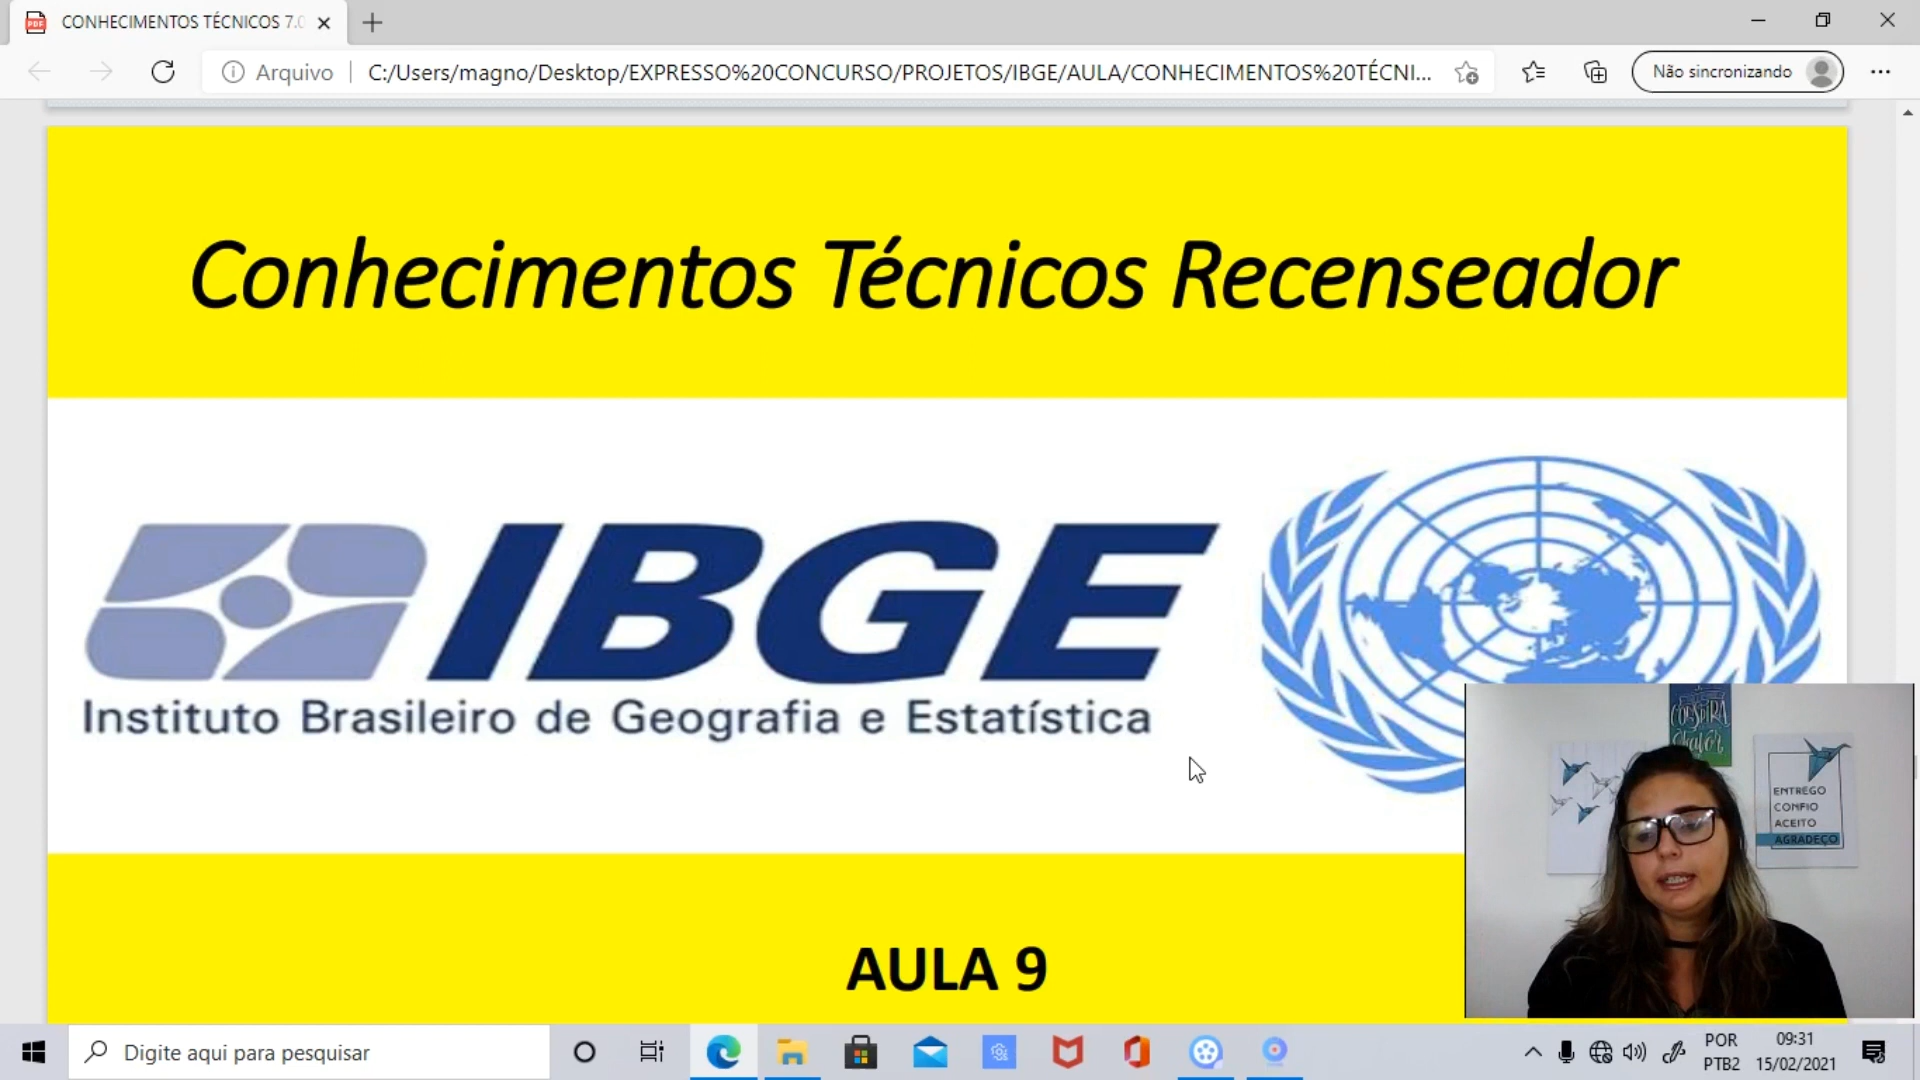 CONHECIMENTOS TÉCNICOS 7.0
Arquivo
C:/Users/magno/Desktop/EXPRESSO%20CONCURSO/PROJETOS/IBGE/AULA/CONHECIMENTOS%20TÉCNI...
Não sincronizando
Conhecimentos Técnicos Recenseador
IBGE
Instituto Brasileiro de Geografia e Estatística
ENTREGO
CONFIO
ACEITO
AGRADEÇO
AULA 9
Digite aqui para pesquisar
POR
PTB2
09:31
15/02/2021